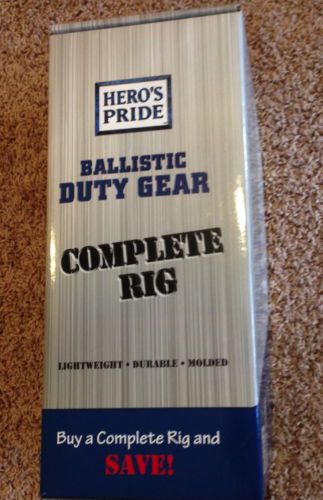 HERO'S
PRIDE
BALLISTIC
DUTY GEAR
COMPLETE
RIG
LIGHTWEIGHT • DURABLE • MOLDED
Buy a Complete Rig and
SAVE!